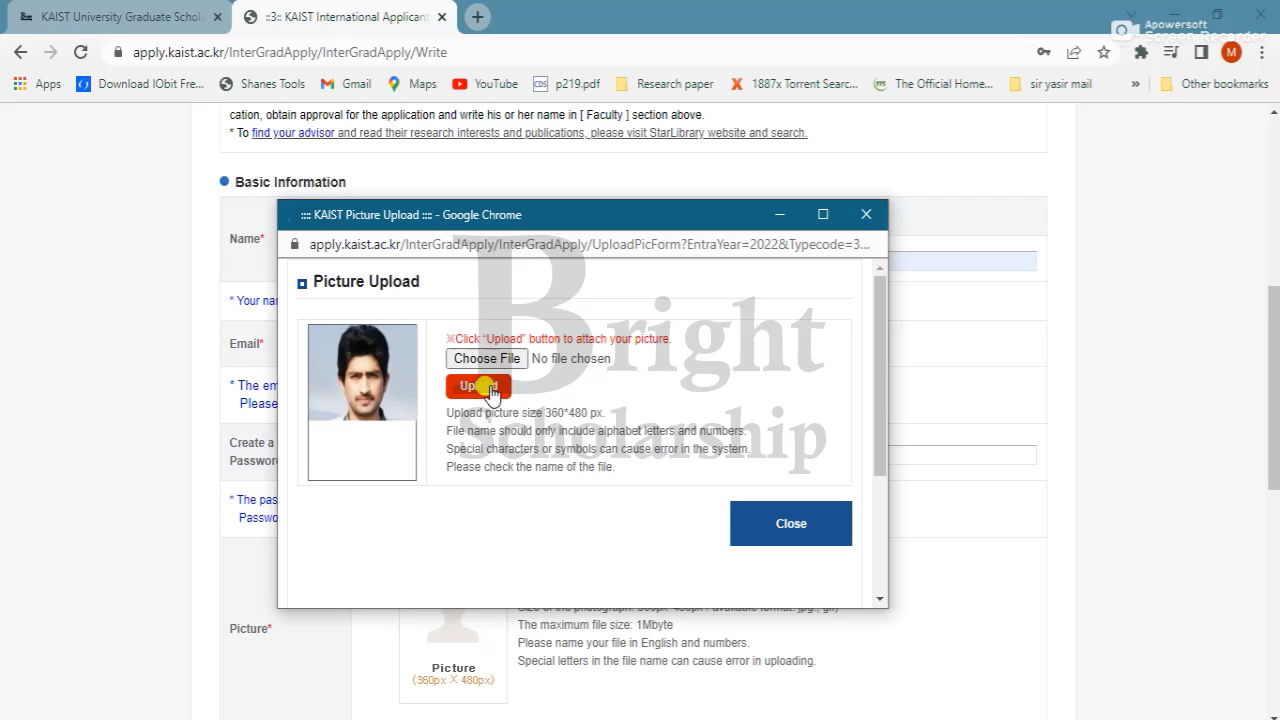 KAIST University Graduate Schola
::3:: KAIST International Applicant
Apowersoft
Screen Recorder
apply.kaist.ac.kr/InterGradApply/InterGradApply/Write
M
Apps
Download IObit Fre...
Shanes Tools
Gmail
Maps
YouTube
CDS
p219.pdf
Research paper
1887x Torrent Searc...
The Official Home...
sir yasir mail
»
Other bookmarks
cation, obtain approval for the application and write his or her name in [ Faculty ] section above.
* To find your advisor and read their research interests and publications, please visit StarLibrary website and search.
Basic Information
Name*
* Your nar
Email*
* The em
Please
Create a
Passwor
* The pas
Passwo
Picture*
:::: KAIST Picture Upload :::: - Google Chrome
apply.kaist.ac.kr/InterGradApply/InterGradApply/UploadPicForm?EntraYear=2022&Typecode=3...
Picture Upload
※Click "Upload" button to attach your picture.
Choose File No file chosen
Upload
Upload picture size 360*480 px.
File name should only include alphabet letters and numbers.
Special characters or symbols can cause error in the system.
Please check the name of the file.
Close
Bright
Scholarship
The maximum file size: 1Mbyte
Please name your file in English and numbers.
Special letters in the file name can cause error in uploading.
Picture
(360px X 480px)